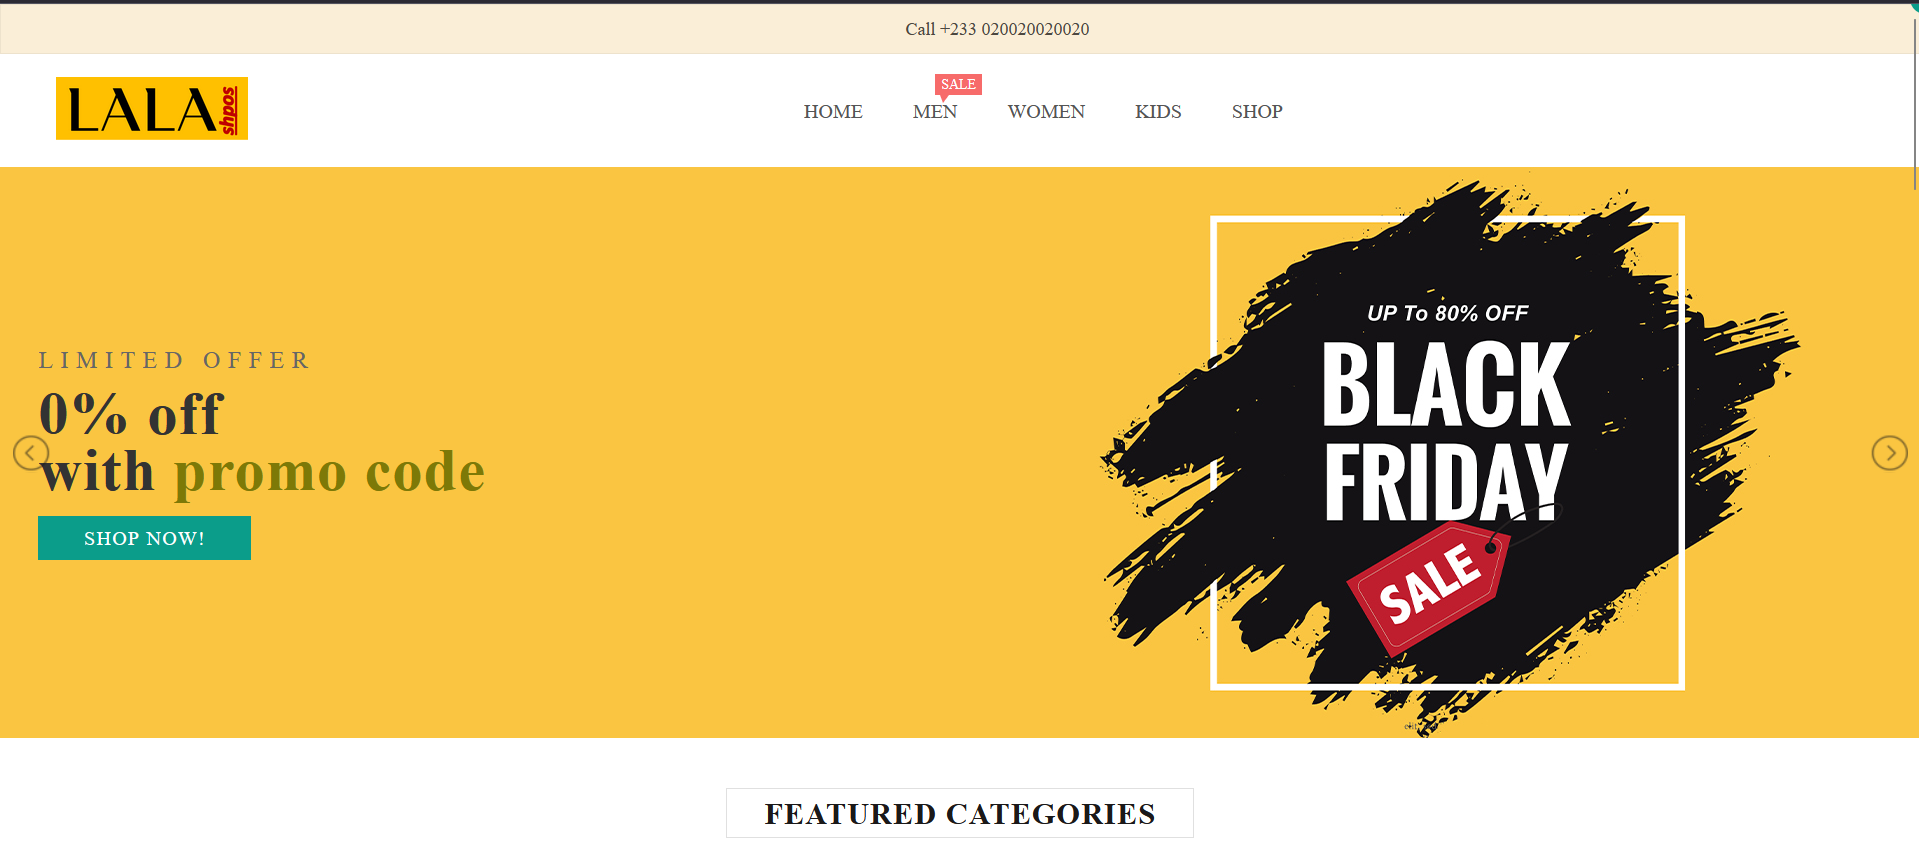 Call +233 020020020020
LALA
shpos
SALE
HOME MEN WOMEN KIDS SHOP
LIMITED OFFER
0% off
with promo code
SHOP NOW!
UP To 80% OFF
BLACK
FRIDAY
SALE
FEATURED CATEGORIES